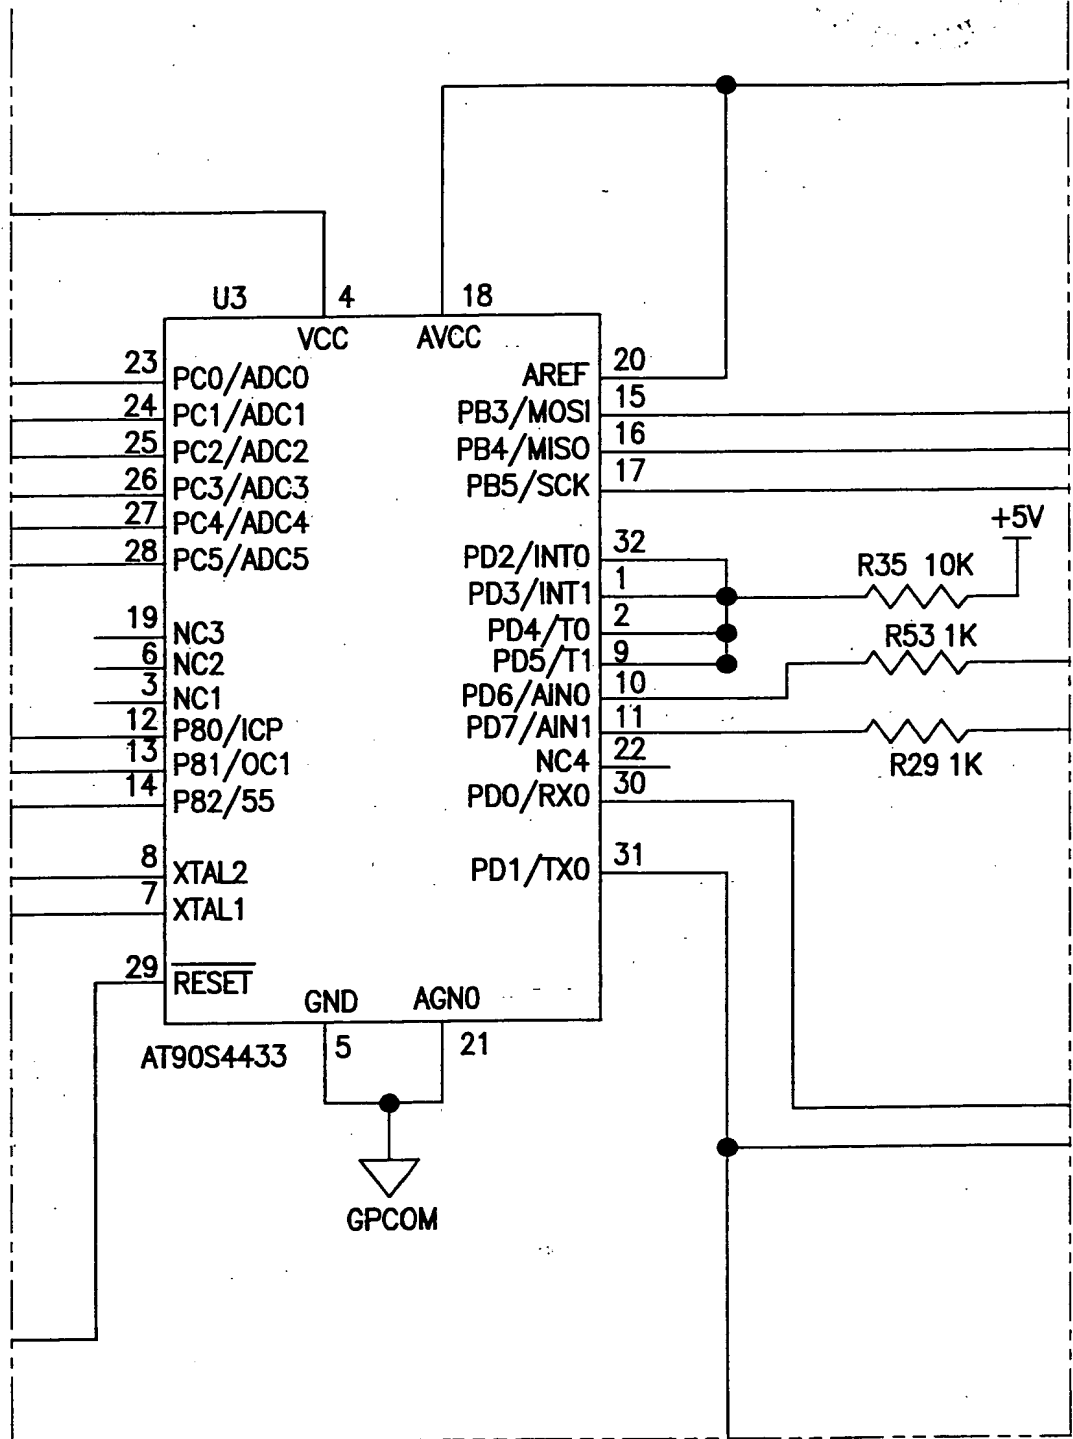 U3
4
18
VCC
AVCC
23
PC0/ADC0
24
PC1/ADC1
25
PC2/ADC2
26
PC3/ADC3
27
PC4/ADC4
28
PC5/ADC5
19
NC3
6
NC2
3
NC1
12
P80/ICP
13
P81/OC1
14
P82/55
8
XTAL2
7
XTAL1
29
RESET
AREF
20
PB3/MOSI
15
PB4/MISO
16
PB5/SCK
17
+5V
PD2/INT0
32
R35 10K
PD3/INT1
1
PD4/T0
2
R53 1K
PD5/T1
9
PD6/AIN0
10
PD7/AIN1
11
R29 1K
NC4
22
PD0/RX0
30
PD1/TX0
31
GND
AGN0
AT90S4433
5
21
GPCOM